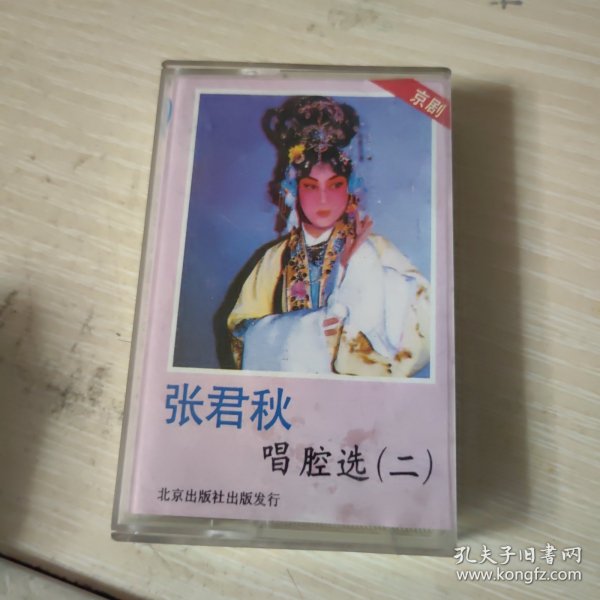 京剧
张君秋
唱腔选(二)
北京出版社出版发行
孔夫子旧书网
www.kongfz.com